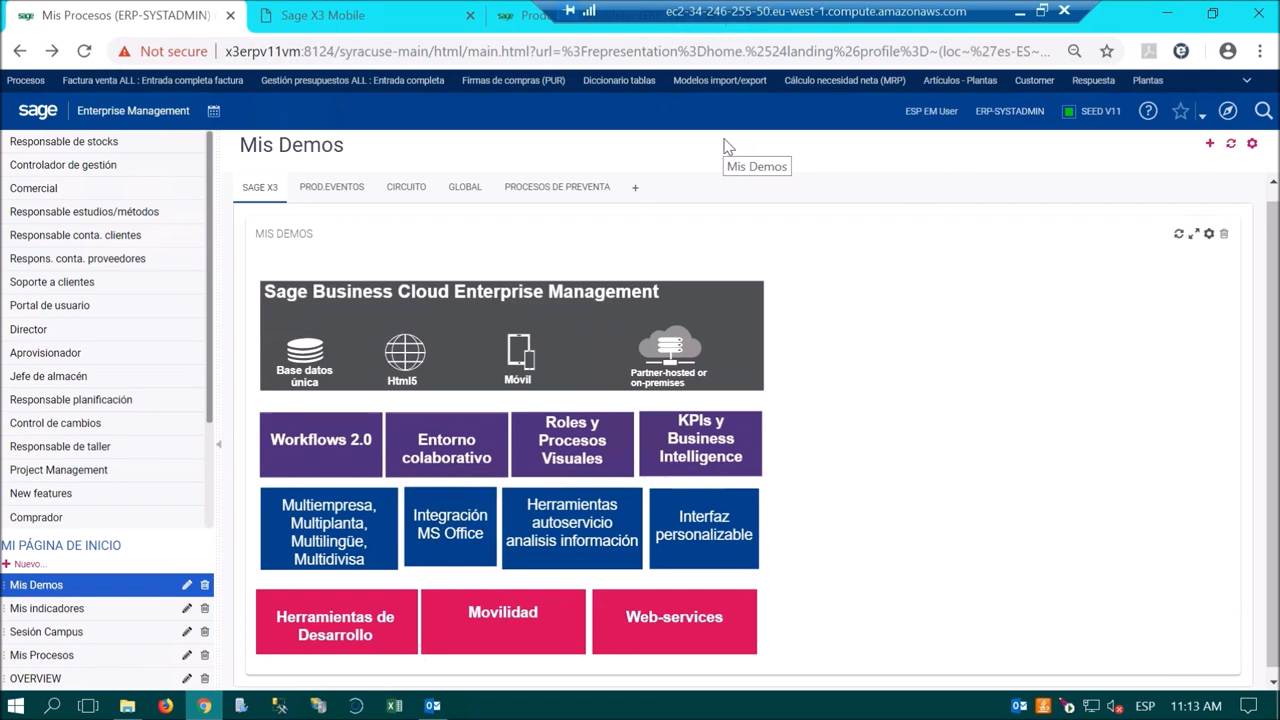 sage Mis Procesos (ERP-SYSTADMIN)
Sage X3 Mobile
sage
ec2-34-246-255-50.eu-west-1.compute.amazonaws.com
Not secure x3erpv11vm:8124/syracuse-main/html/main.html?url=%3Frepresentation%3Dhome.%2524landing%26profile%3D~(loc~%27es-ES~...
Procesos Factura venta ALL : Entrada completa factura Gestión presupuestos ALL : Entrada completa Firmas de compras (PUR) Diccionario tablas Modelos import/export Cálculo necesidad neta (MRP) Artículos - Plantas Customer Respuesta Plantas
sage Enterprise Management ESP EM User ERP-SYSTADMIN SEED V11
Responsable de stocks
Controlador de gestión
Comercial
Responsable estudios/métodos
Responsable conta. clientes
Respons. conta. proveedores
Soporte a clientes
Portal de usuario
Director
Aprovisionador
Jefe de almacén
Responsable planificación
Control de cambios
Responsable de taller
Project Management
New features
Comprador
MI PÁGINA DE INICIO
+ Nuevo...
Mis Demos
Mis indicadores
Sesión Campus
Mis Procesos
OVERVIEW
Mis Demos
Mis Demos
SAGE X3 PROD.EVENTOS CIRCUITO GLOBAL PROCESOS DE PREVENTA +
MIS DEMOS
Sage Business Cloud Enterprise Management
Base datos
única
Html5
Móvil
Partner-hosted or
on-premises
Workflows 2.0
Entorno
colaborativo
Roles y
Procesos
Visuales
KPIs y
Business
Intelligence
Multiempresa,
Multiplanta,
Multilingüe,
Multidivisa
Integración
MS Office
Herramientas
autoservicio
analisis información
Interfaz
personalizable
Herramientas de
Desarrollo
Movilidad
Web-services
ESP 11:13 AM